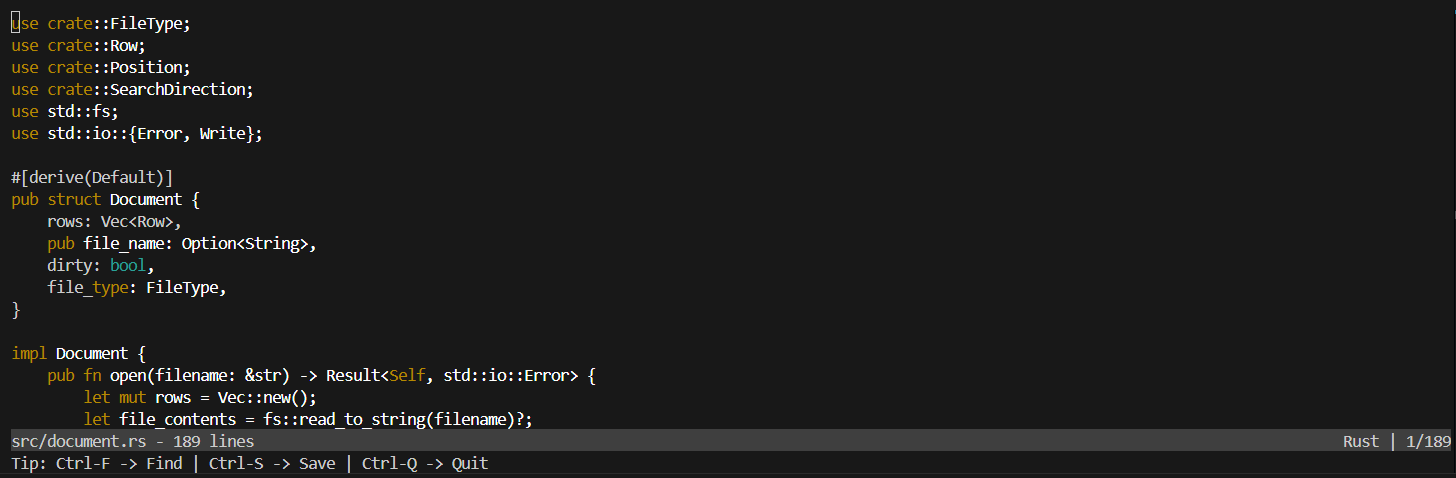 use crate::FileType;
use crate::Row;
use crate::Position;
use crate::SearchDirection;
use std::fs;
use std::io::{Error, Write};

#[derive(Default)]
pub struct Document {
    rows: Vec<Row>,
    pub file_name: Option<String>,
    dirty: bool,
    file_type: FileType,
}

impl Document {
    pub fn open(filename: &str) -> Result<Self, std::io::Error> {
        let mut rows = Vec::new();
        let file_contents = fs::read_to_string(filename)?;
src/document.rs - 189 lines Rust | 1/189
Tip: Ctrl-F -> Find | Ctrl-S -> Save | Ctrl-Q -> Quit